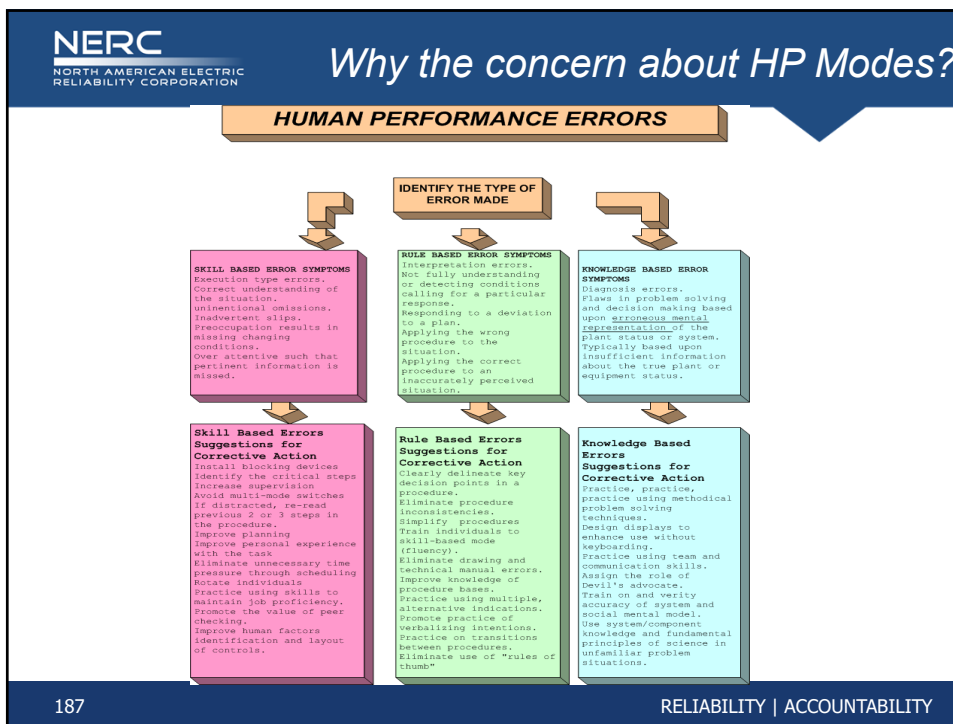 NERC
NORTH AMERICAN ELECTRIC
RELIABILITY CORPORATION
Why the concern about HP Modes?
HUMAN PERFORMANCE ERRORS
IDENTIFY THE TYPE OF
ERROR MADE
SKILL BASED ERROR SYMPTOMS
Execution type errors.
Correct understanding of
the situation.
uninentional omissions.
Inadvertent slips.
Preoccupation results in
missing changing
conditions.
Over attentive such that
pertinent information is
missed.
RULE BASED ERROR SYMPTOMS
Interpretation errors.
Not fully understanding
or detecting conditions
calling for a particular
response.
Responding to a deviation
to a plan.
Applying the wrong
procedure to the
situation.
Applying the correct
procedure to an
inaccurately perceived
situation.
KNOWLEDGE BASED ERROR
SYMPTOMS
Diagnosis errors.
Flaws in problem solving
and decision making based
upon erroneous mental
representation of the
plant status or system.
Typically based upon
insufficient information
about the true plant or
equipment status.
Skill Based Errors
Suggestions for
Corrective Action
Install blocking devices
Identify the critical steps
Increase supervision
Avoid multi-mode switches
If distracted, re-read
previous 2 or 3 steps in
the procedure.
Improve planning
Improve personal experience
with the task
Eliminate unnecessary time
pressure through scheduling
Rotate individuals
Practice using skills to
maintain job proficiency.
Promote the value of peer
checking.
Improve human factors
identification and layout
of controls.
Rule Based Errors
Suggestions for
Corrective Action
Clearly delineate key
decision points in a
procedure.
Eliminate procedure
inconsistencies.
Simplify procedures
Train individuals to
skill-based mode
(fluency).
Eliminate drawing and
technical manual errors.
Improve knowledge of
procedure bases.
Practice using multiple,
alternative indications.
Promote practice of
verbalizing intentions.
Practice on transitions
between procedures.
Eliminate use of "rules of
thumb"
Knowledge Based
Errors
Suggestions for
Corrective Action
Practice, practice,
practice using methodical
problem solving
techniques.
Design displays to
enhance use without
keyboarding.
Practice using team and
communication skills.
Assign the role of
Devil's advocate.
Train on and verity
accuracy of system and
social mental model.
Use system/component
knowledge and fundamental
principles of science in
unfamiliar problem
situations.
187
RELIABILITY | ACCOUNTABILITY